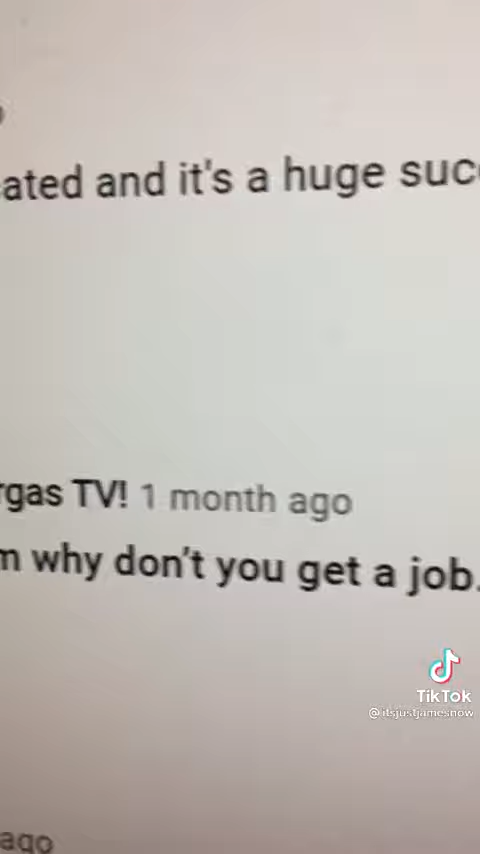 ated and it's a huge suc
rgas TV! 1 month ago
m why don't you get a job.
TikTok
@itsjustjamesnow
ago